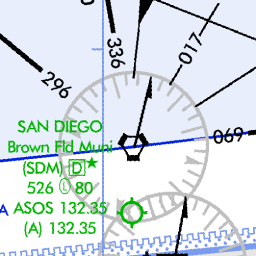 336
017
296
069
SAN DIEGO
Brown Fld Muni
(SDM) D★
526 Ⓛ 80
A ASOS 132.35
(A) 132.35